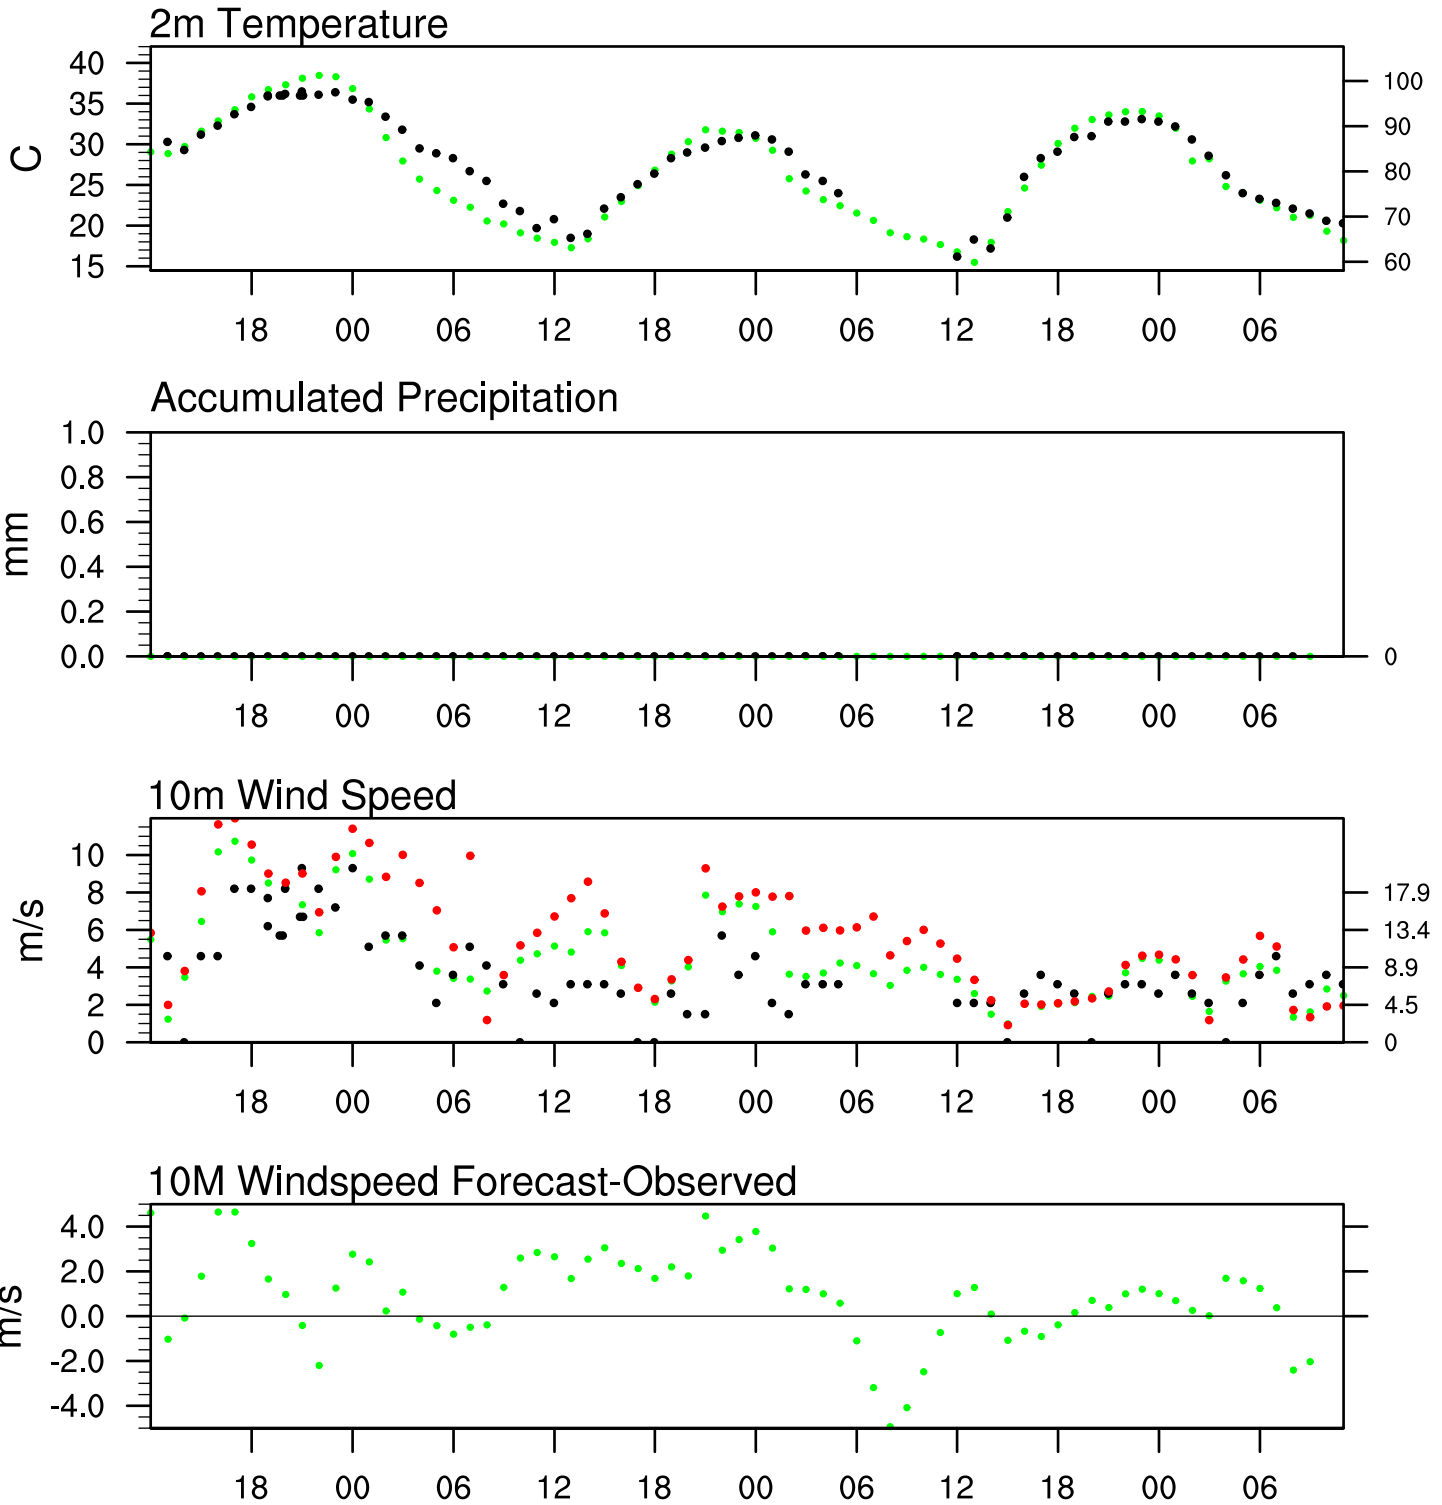 2m Temperature
40
35
30
25
20
15
C
100
90
80
70
60
18 00 06 12 18 00 06 12 18 00 06
Accumulated Precipitation
1.0
0.8
0.6
0.4
0.2
0.0
mm
0
18 00 06 12 18 00 06 12 18 00 06
10m Wind Speed
10
8
6
4
2
0
m/s
17.9
13.4
8.9
4.5
0
18 00 06 12 18 00 06 12 18 00 06
10M Windspeed Forecast-Observed
4.0
2.0
0.0
-2.0
-4.0
m/s
18 00 06 12 18 00 06 12 18 00 06